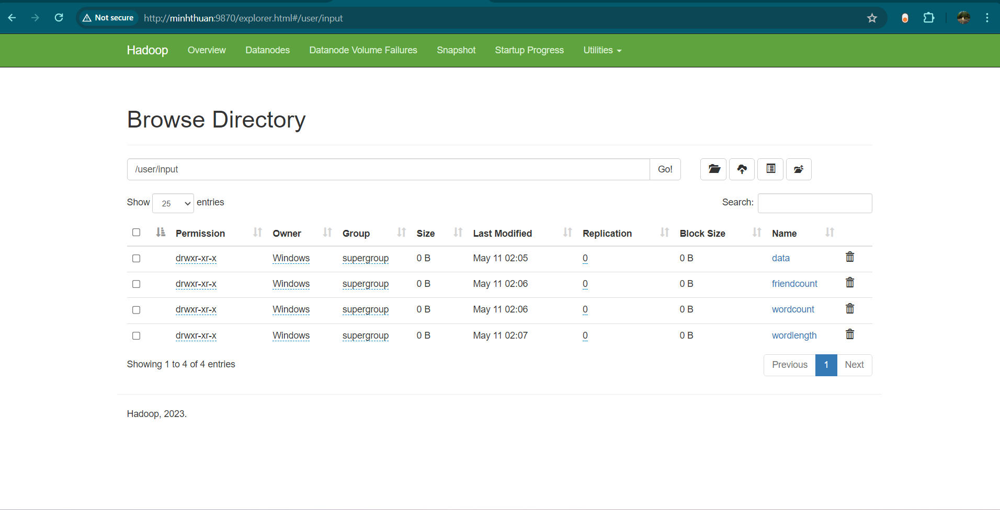 Not secure http://minhthuan:9870/explorer.html#/user/input
Hadoop Overview Datanodes Datanode Volume Failures Snapshot Startup Progress Utilities
Browse Directory
/user/input Go!
Show 25 entries Search:
Permission Owner Group Size Last Modified Replication Block Size Name
drwxr-xr-x Windows supergroup 0 B May 11 02:05 0 0 B data
drwxr-xr-x Windows supergroup 0 B May 11 02:06 0 0 B friendcount
drwxr-xr-x Windows supergroup 0 B May 11 02:06 0 0 B wordcount
drwxr-xr-x Windows supergroup 0 B May 11 02:07 0 0 B wordlength
Showing 1 to 4 of 4 entries Previous 1 Next
Hadoop, 2023.